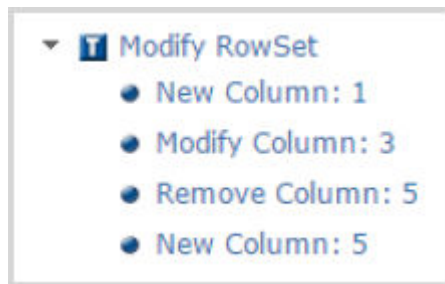 T Modify RowSet
New Column: 1
Modify Column: 3
Remove Column: 5
New Column: 5